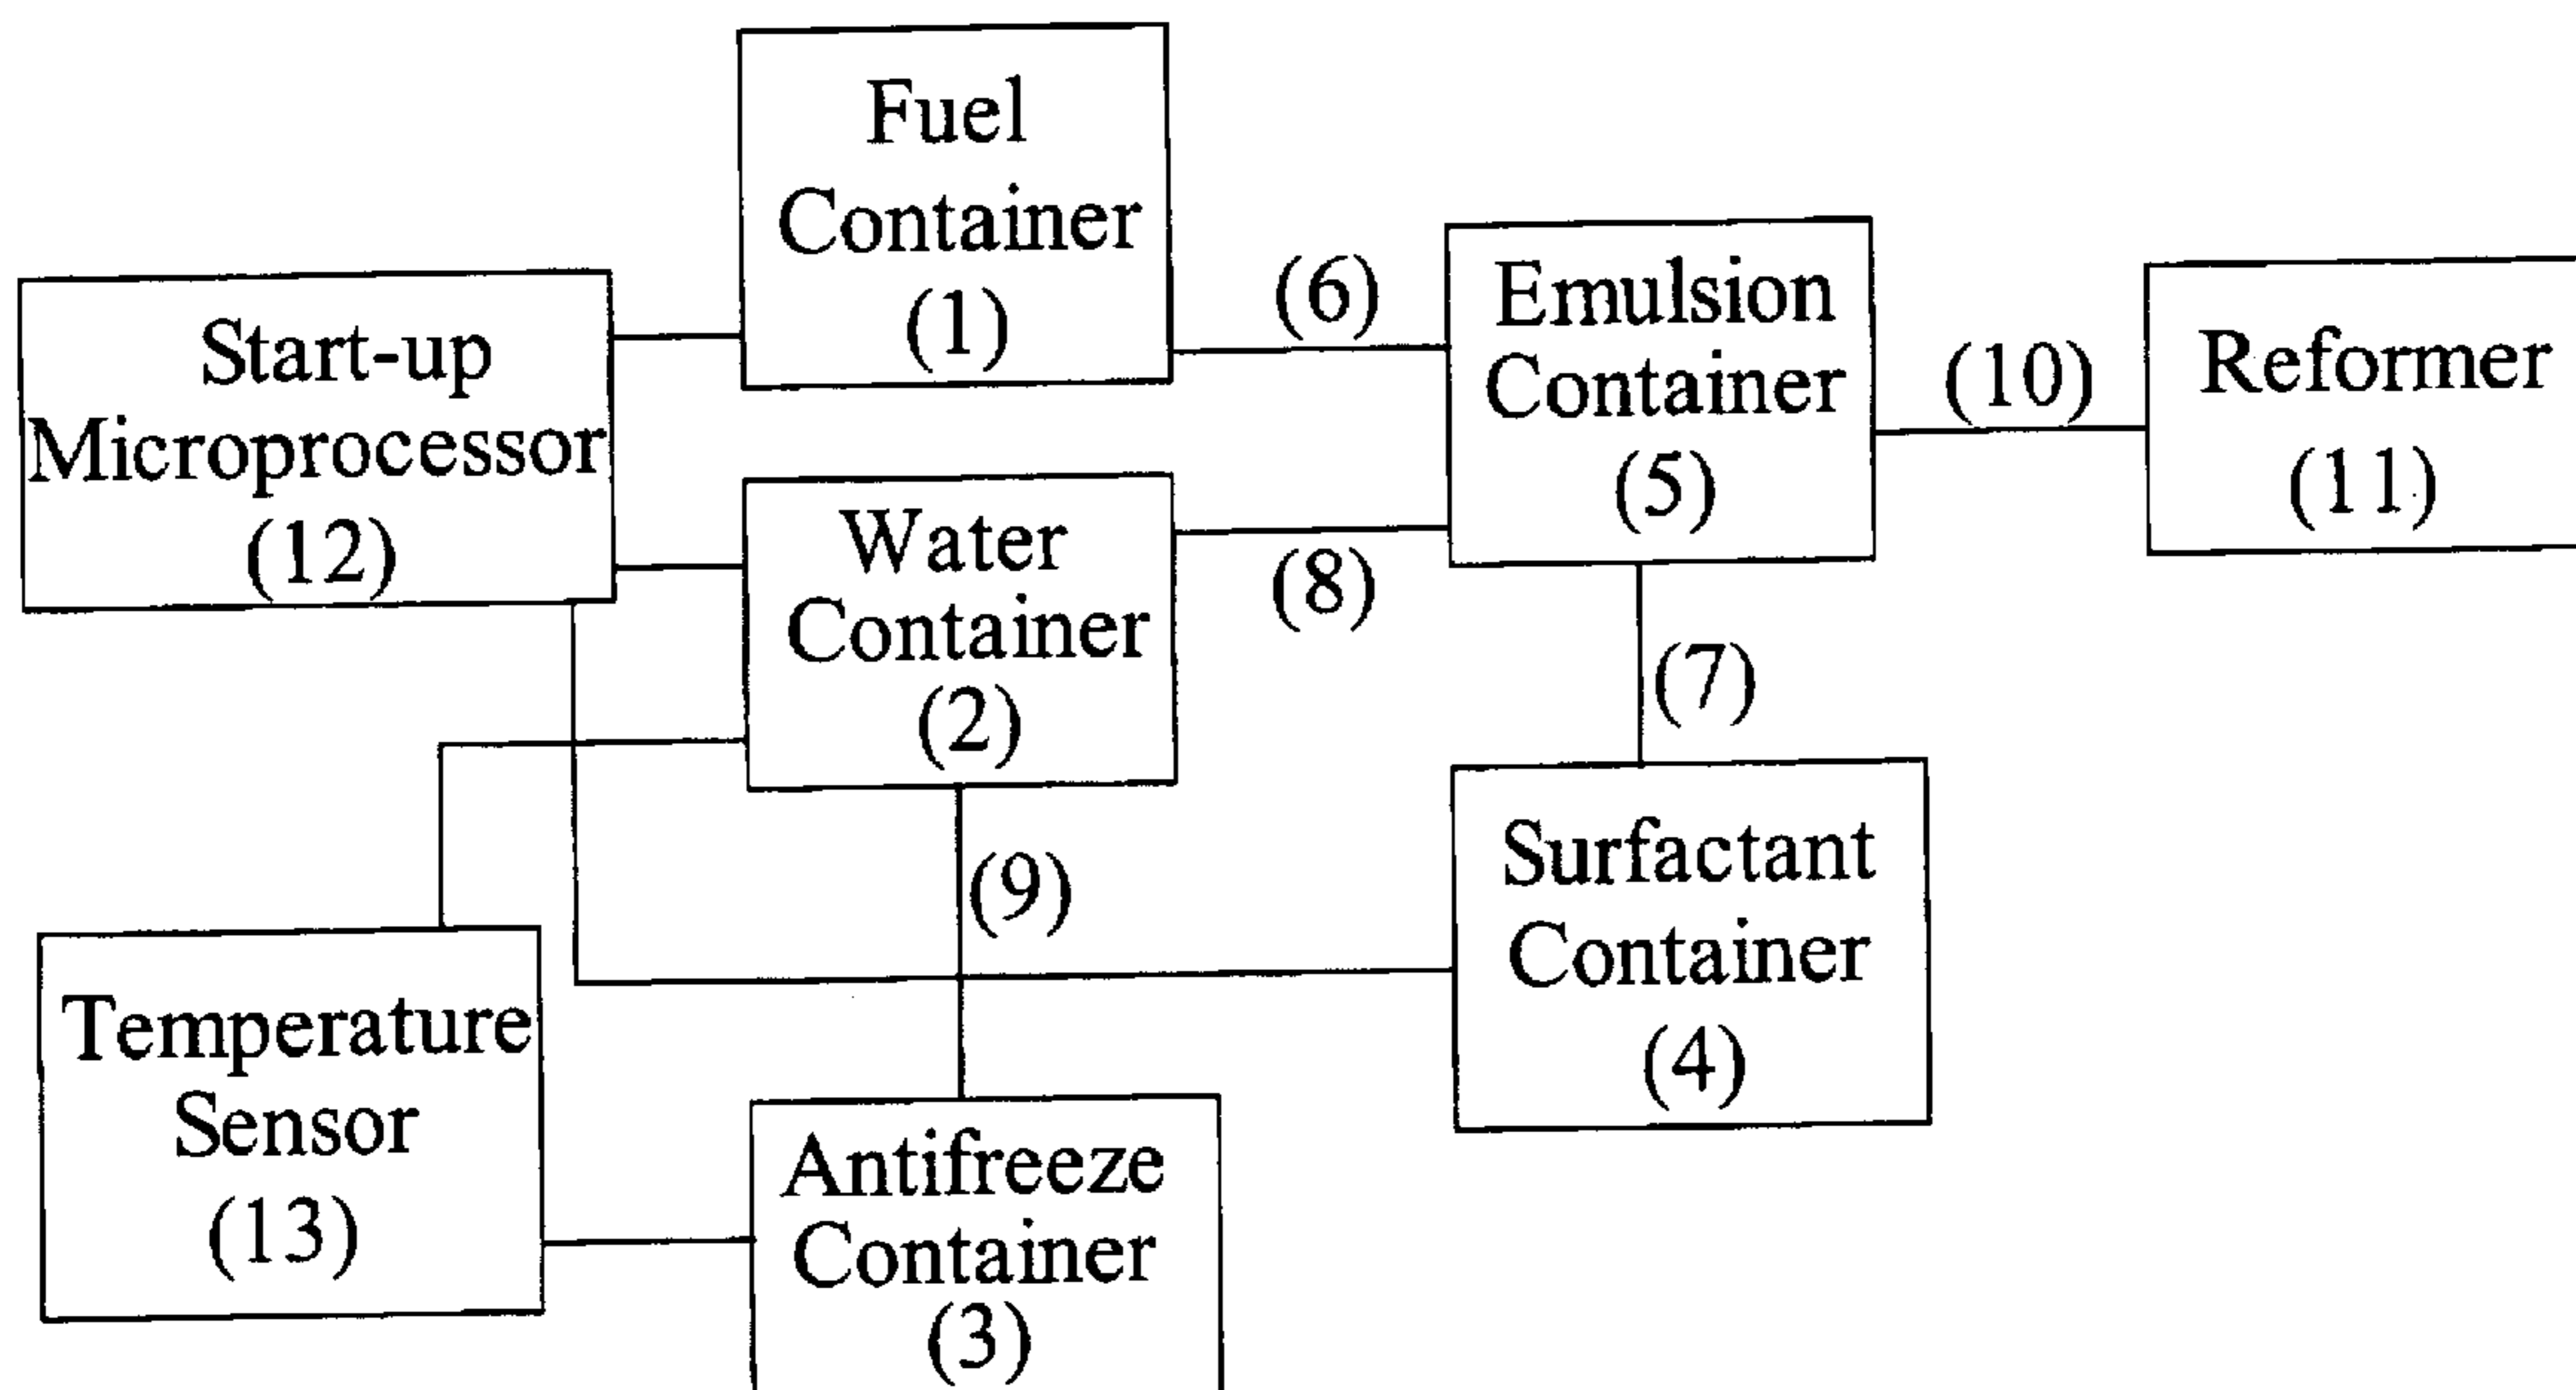 Fuel
Container
(1)
Start-up
Microprocessor
(12)
(6)
Emulsion
Container
(5)
(10)
Reformer
(11)
Water
Container
(2)
(8)
(7)
(9)
Surfactant
Container
(4)
Temperature
Sensor
(13)
Antifreeze
Container
(3)